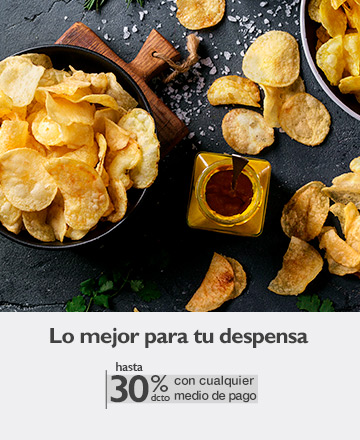 Lo mejor para tu despensa
hasta
30% dcto con cualquier
medio de pago